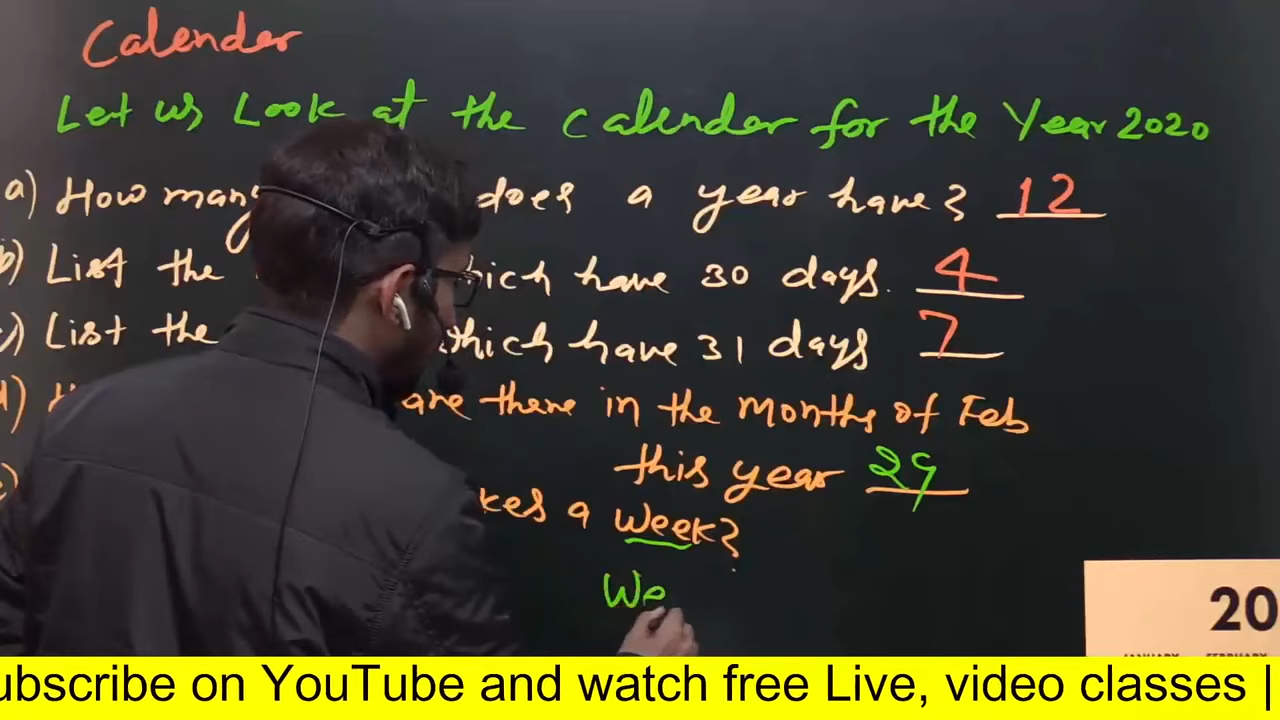 Calender
Let us Look at the calender for the Year 2020
a) How many does a year have? 12
b) List the which have 30 days. 4
c) List the which have 31 days 7
d) are there in the months of Feb
this year 29
kes a week?
We
20
ubscribe on YouTube and watch free Live, video classes |